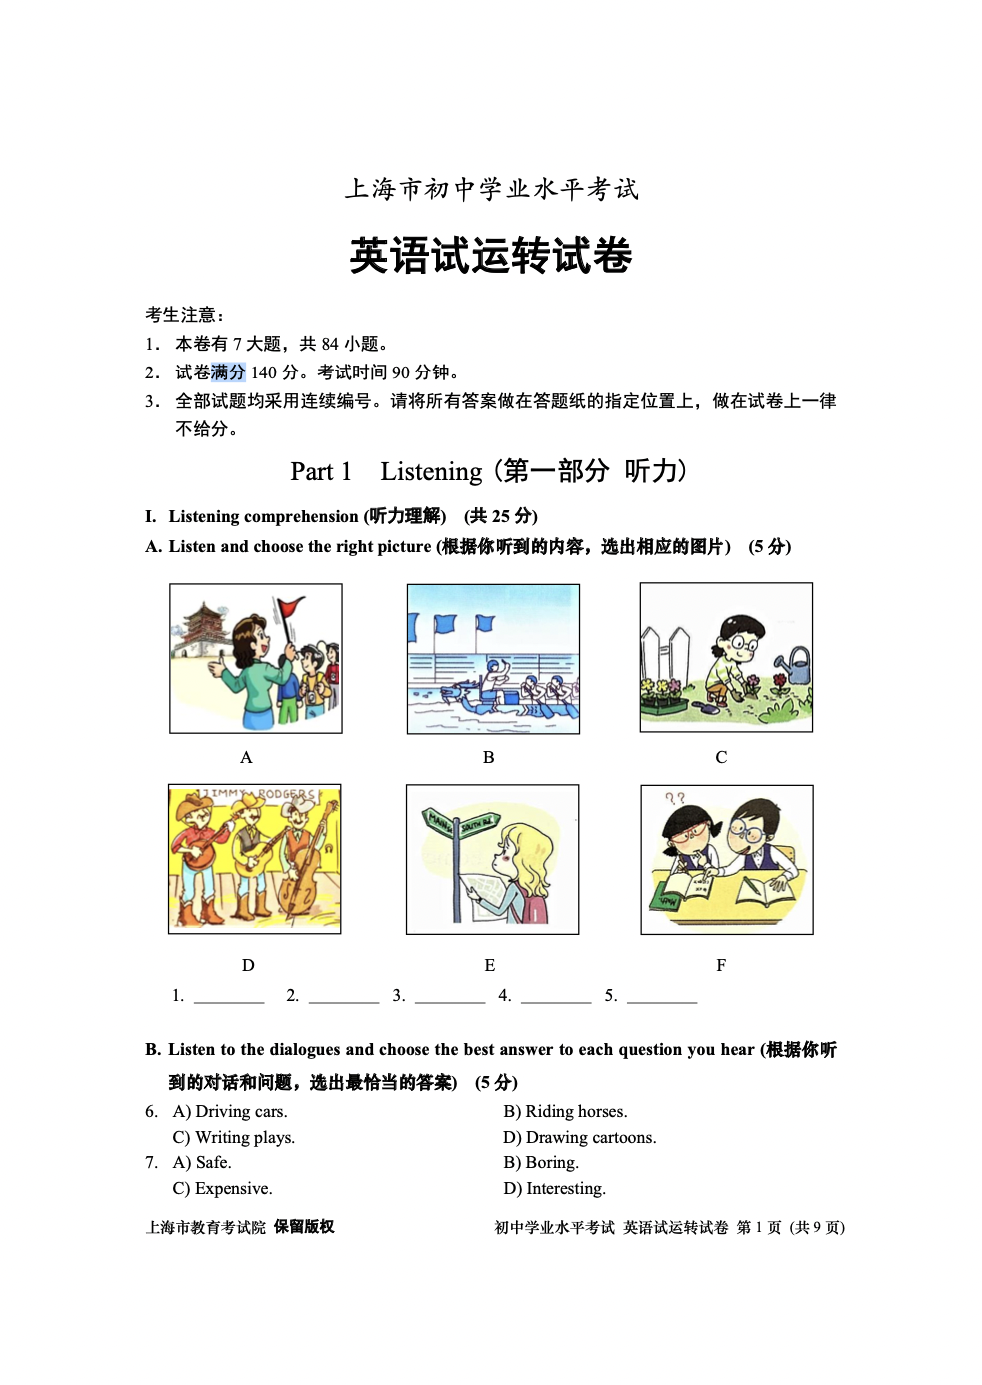 上海市初中学业水平考试
英语试运转试卷
考生注意：
1. 本卷有 7 大题，共 84 小题。
2. 试卷满分 140 分。考试时间 90 分钟。
3. 全部试题均采用连续编号。请将所有答案做在答题纸的指定位置上，做在试卷上一律
不给分。
Part 1 Listening (第一部分 听力)
I. Listening comprehension (听力理解) (共 25 分)
A. Listen and choose the right picture (根据你听到的内容，选出相应的图片) (5 分)
A B C
JIMMY RODGERS
MAIN SOUTH Rd.
??
D E F
1. ________ 2. ________ 3. ________ 4. ________ 5. ________
B. Listen to the dialogues and choose the best answer to each question you hear (根据你听
到的对话和问题，选出最恰当的答案) (5 分)
6. A) Driving cars. B) Riding horses.
C) Writing plays. D) Drawing cartoons.
7. A) Safe. B) Boring.
C) Expensive. D) Interesting.
上海市教育考试院 保留版权 初中学业水平考试 英语试运转试卷 第 1 页 (共 9 页)